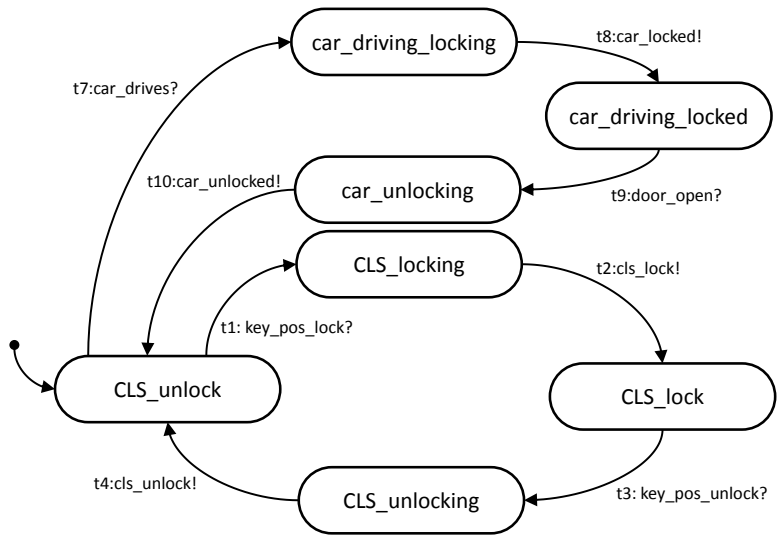 car_driving_locking
t8:car_locked!
t7:car_drives?
car_driving_locked
t10:car_unlocked!
car_unlocking
t9:door_open?
CLS_locking
t2:cls_lock!
t1: key_pos_lock?
CLS_unlock
CLS_lock
t4:cls_unlock!
CLS_unlocking
t3: key_pos_unlock?